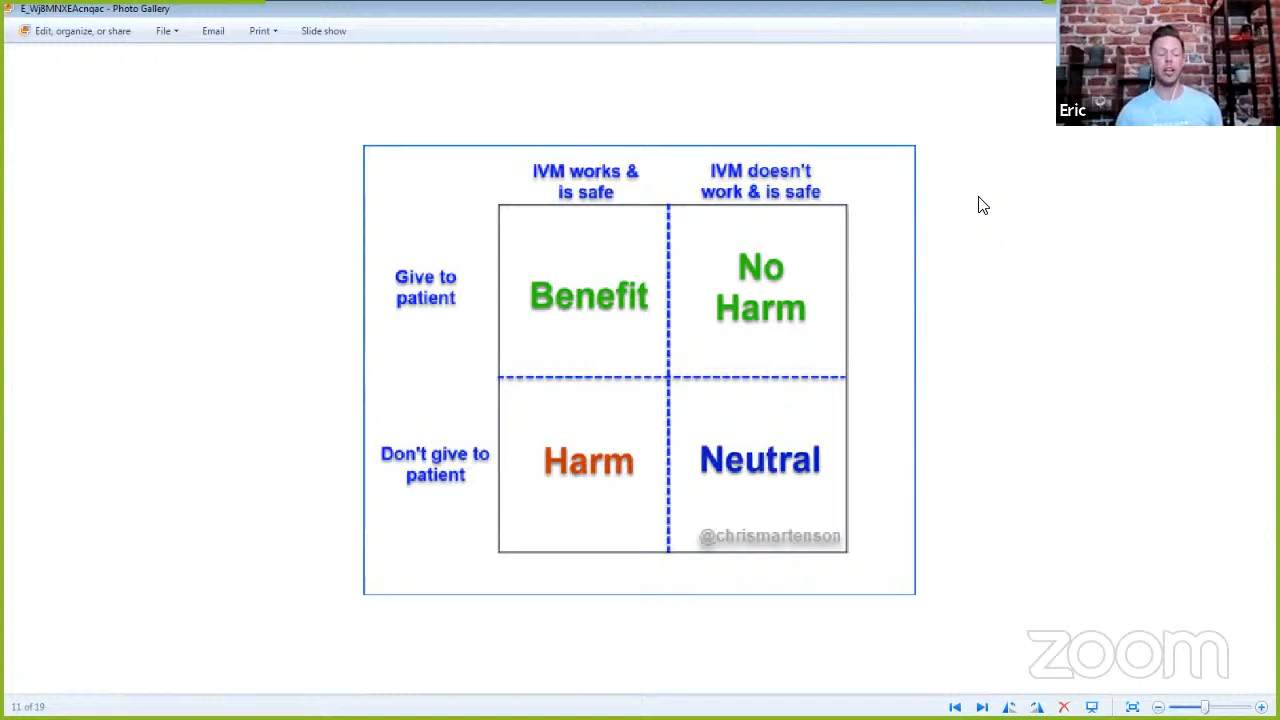 E_Wj8MNXEAcnqac - Photo Gallery
Edit, organize, or share File Email Print Slide show
Eric
IVM works &
is safe
IVM doesn't
work & is safe
Give to
patient
Benefit
No
Harm
Don't give to
patient
Harm
Neutral
@chrismartenson
zoom
11 of 19